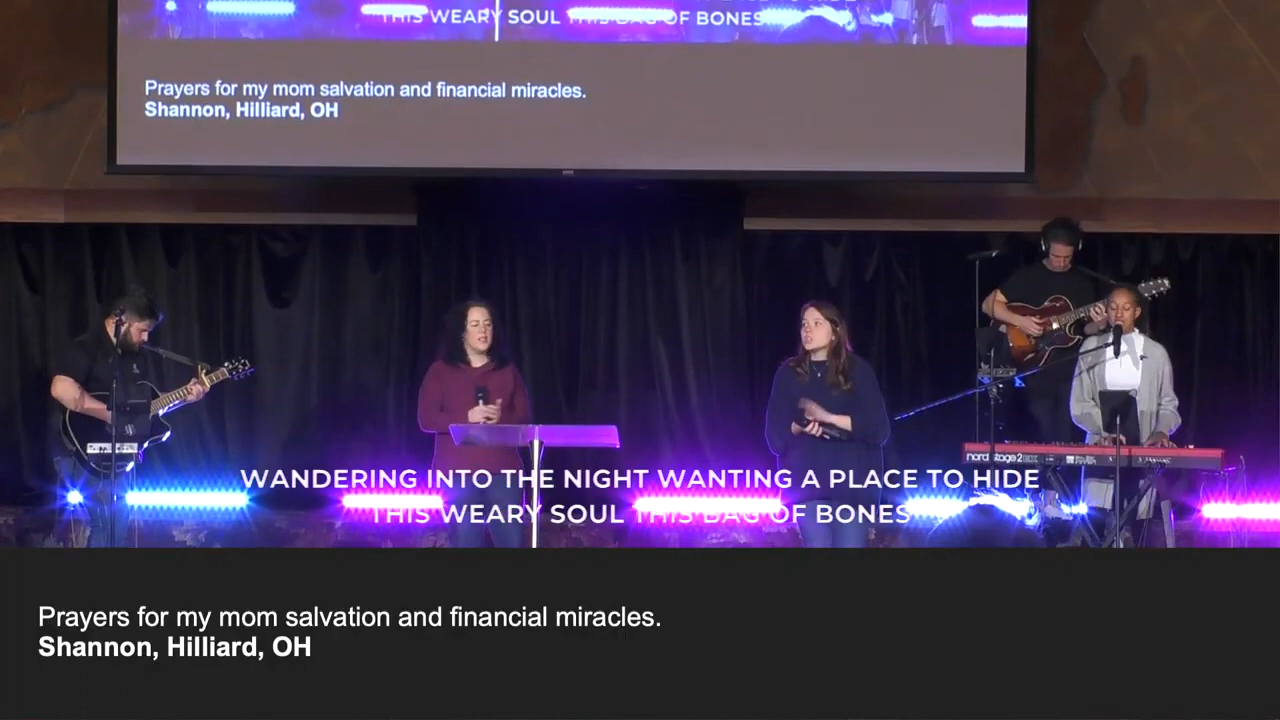 THIS WEARY SOUL THIS BAG OF BONES
Prayers for my mom salvation and financial miracles.
Shannon, Hilliard, OH
nord stage 2 EX
WANDERING INTO THE NIGHT WANTING A PLACE TO HIDE
THIS WEARY SOUL THIS BAG OF BONES
Prayers for my mom salvation and financial miracles.
Shannon, Hilliard, OH